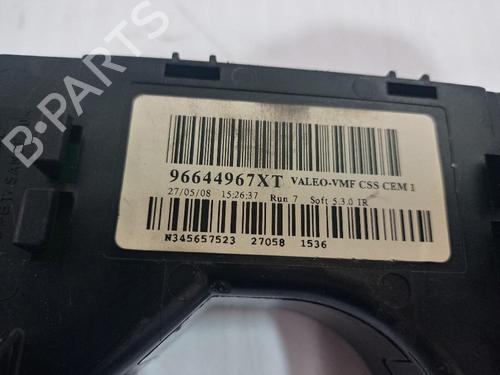 B-PARTS
96644967XT VALEO-VMF CSS CEM 1
27/05/08 15:26:37 Run 7 Soft 5.3.0 IR
N345657523 27058 1536